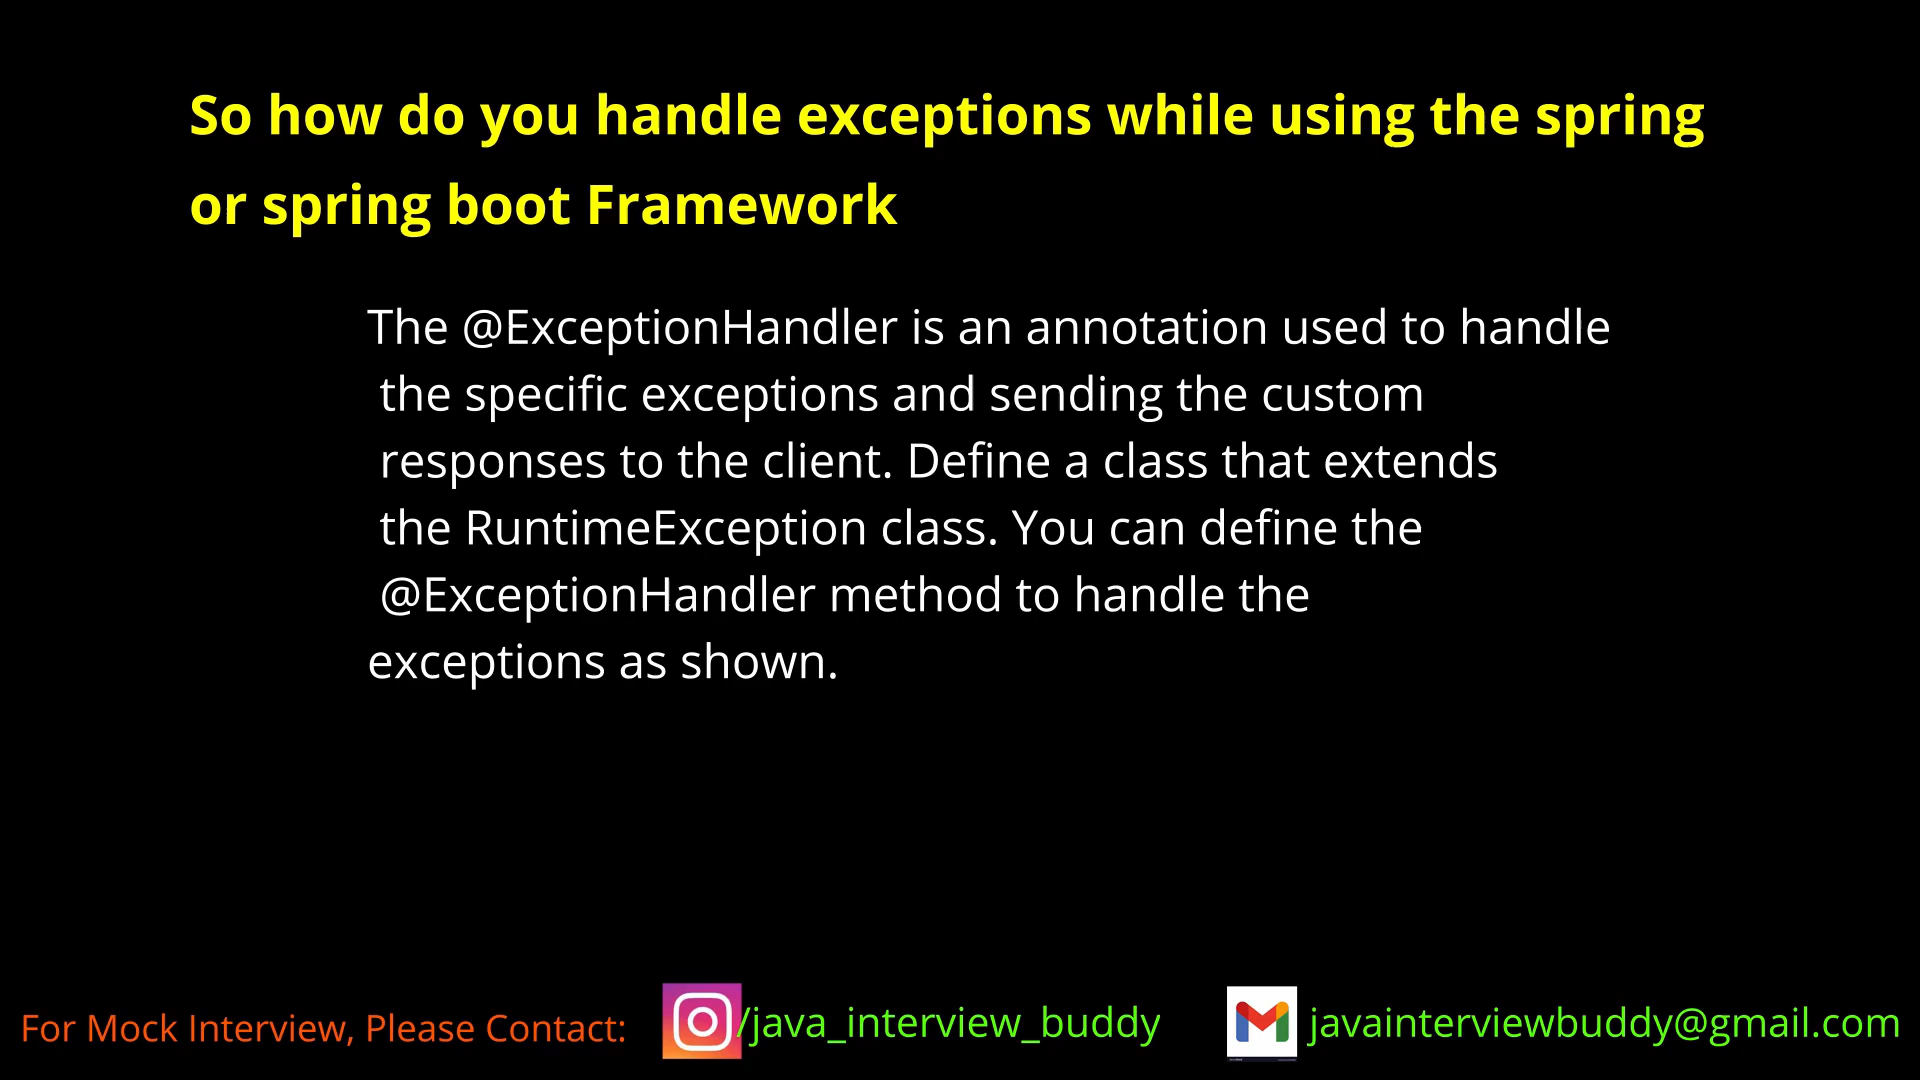 So how do you handle exceptions while using the spring
or spring boot Framework
The @ExceptionHandler is an annotation used to handle
the specific exceptions and sending the custom
responses to the client. Define a class that extends
the RuntimeException class. You can define the
@ExceptionHandler method to handle the
exceptions as shown.
For Mock Interview, Please Contact: /java_interview_buddy javainterviewbuddy@gmail.com